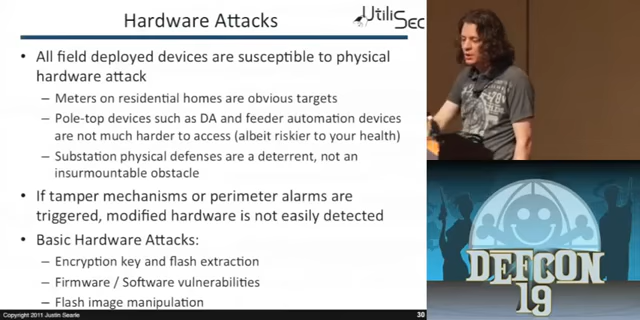 Hardware Attacks
UtiliSec
• All field deployed devices are susceptible to physical
hardware attack
– Meters on residential homes are obvious targets
– Pole-top devices such as DA and feeder automation devices
are not much harder to access (albeit riskier to your health)
– Substation physical defenses are a deterrent, not an
insurmountable obstacle
• If tamper mechanisms or perimeter alarms are
triggered, modified hardware is not easily detected
• Basic Hardware Attacks:
– Encryption key and flash extraction
– Firmware / Software vulnerabilities
– Flash image manipulation
Copyright 2011 Justin Searle
30
DEFCON
19